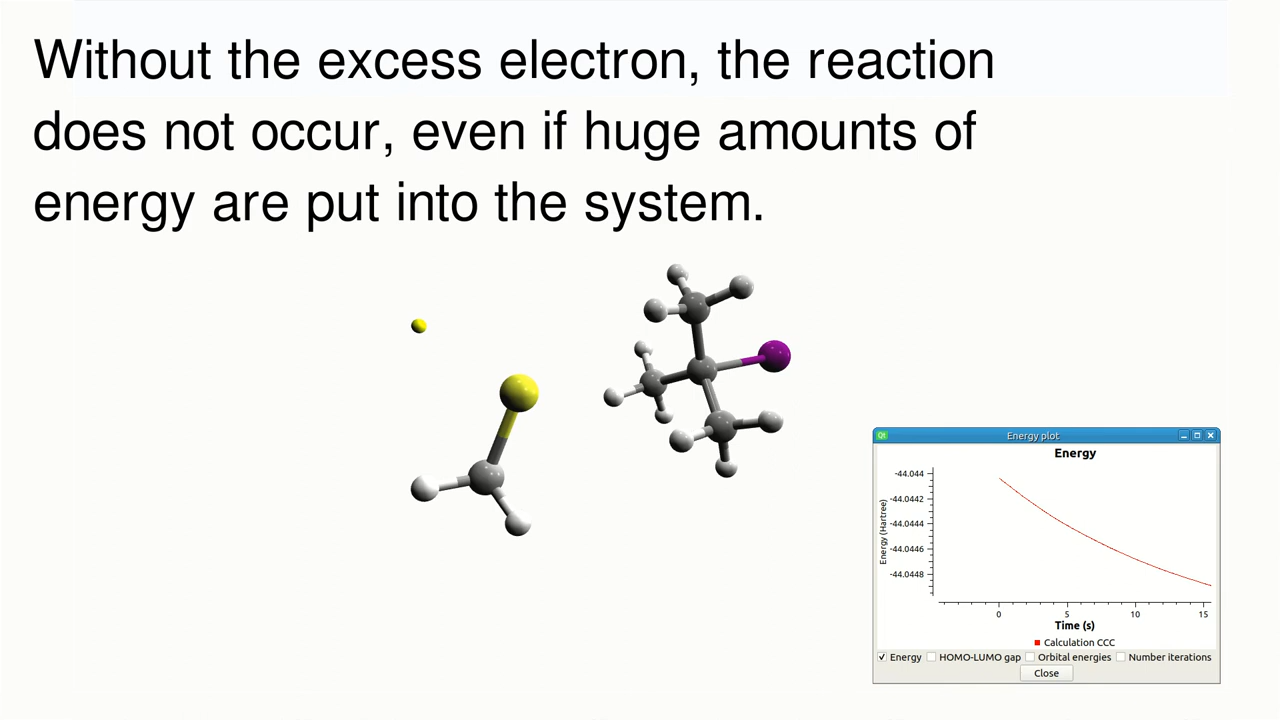 Without the excess electron, the reaction
does not occur, even if huge amounts of
energy are put into the system.
Qt Energy plot
Energy
Energy (Hartree)
-44.044
-44.0442
-44.0444
-44.0446
-44.0448
0 5 10 15
Time (s)
Calculation CCC
Energy HOMO-LUMO gap Orbital energies Number iterations
Close